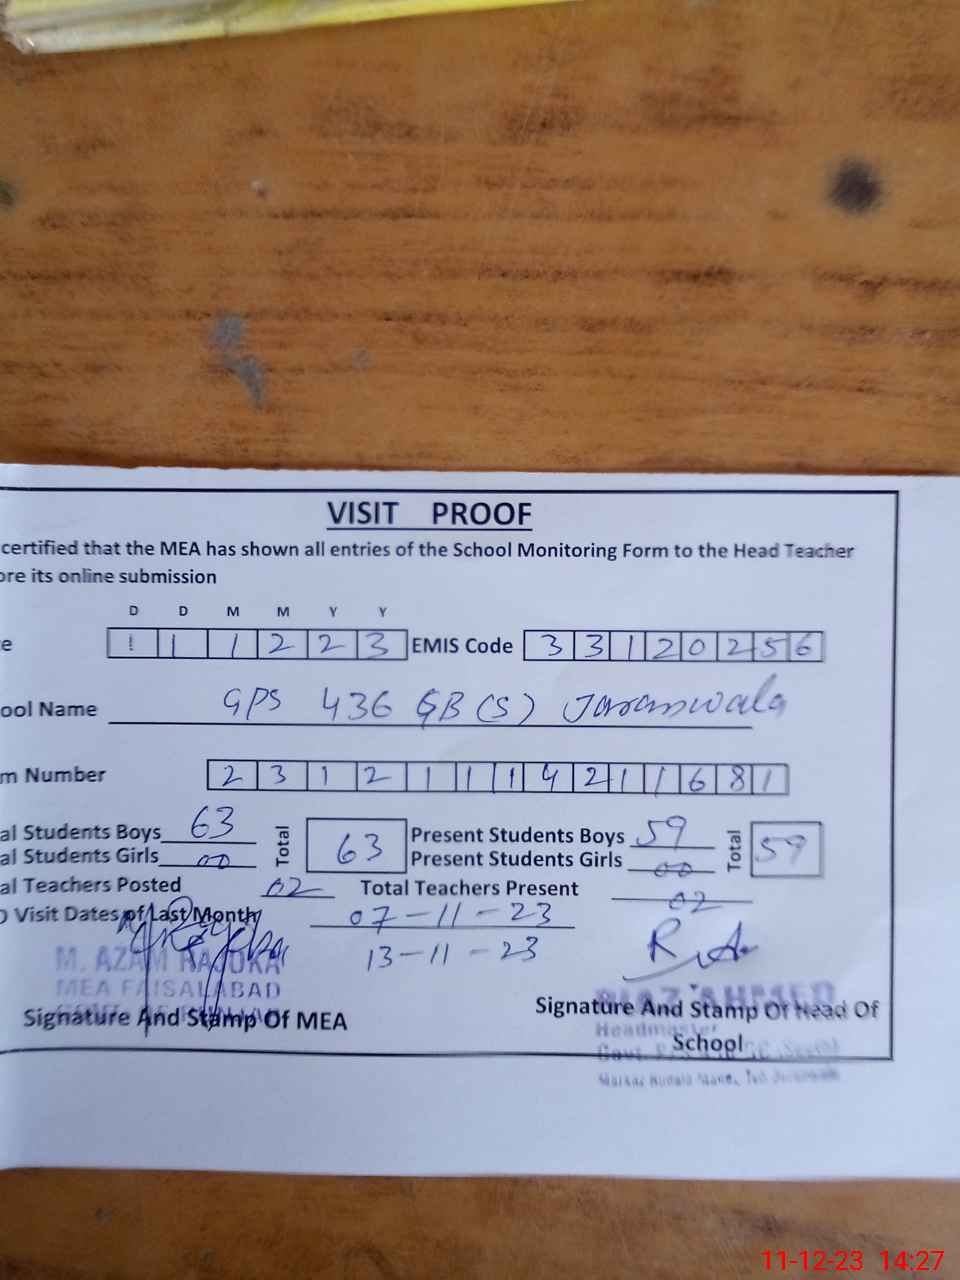 VISIT PROOF
certified that the MEA has shown all entries of the School Monitoring Form to the Head Teacher
ore its online submission
D D M M Y Y
e 1 1 1 2 2 3 EMIS Code 3 3 1 2 0 2 5 6
ool Name GPS 436 GB (S) Jaranwala
m Number 2 3 1 2 1 1 1 4 2 1 1 6 8 1
al Students Boys 63 Total 63 Present Students Boys 59 Total 59
al Students Girls 00 Present Students Girls 00
al Teachers Posted 02 Total Teachers Present 02
Visit Dates of Last Month 07-11-23
13-11-23
R.A
M. AZAM RAJOKA
MEA FAISALABAD
Signature And Stamp Of MEA
RIAZ AHMED
Signature And Stamp Of Head Of
Headmaster
School
Govt.
11-12-23 14:27